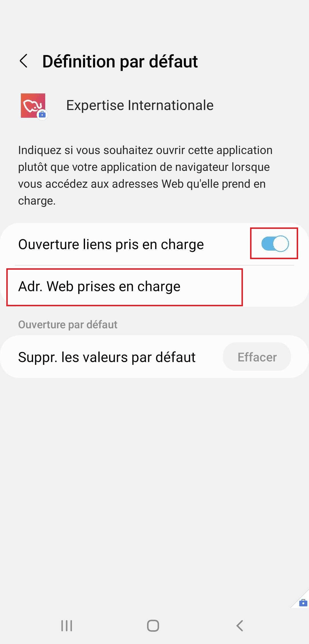 Définition par défaut
Expertise Internationale
Indiquez si vous souhaitez ouvrir cette application
plutôt que votre application de navigateur lorsque
vous accédez aux adresses Web qu'elle prend en
charge.
Ouverture liens pris en charge
Adr. Web prises en charge
Ouverture par défaut
Suppr. les valeurs par défaut
Effacer